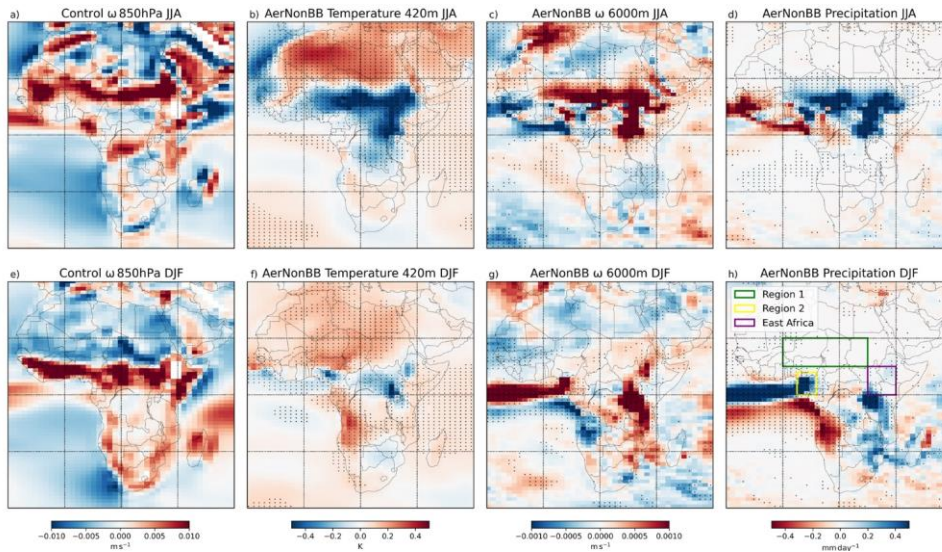 a) Control ω 850hPa JJA
b) AerNonBB Temperature 420m JJA
c) AerNonBB ω 6000m JJA
d) AerNonBB Precipitation JJA
e) Control ω 850hPa DJF
f) AerNonBB Temperature 420m DJF
g) AerNonBB ω 6000m DJF
h) AerNonBB Precipitation DJF
Region 1
Region 2
East Africa
−0.010 −0.005 0.000 0.005 0.010
m s⁻¹
−0.4 −0.2 0.0 0.2 0.4
K
−0.0010 −0.0005 0.0000 0.0005 0.0010
m s⁻¹
−0.4 −0.2 0.0 0.2 0.4
mm day⁻¹